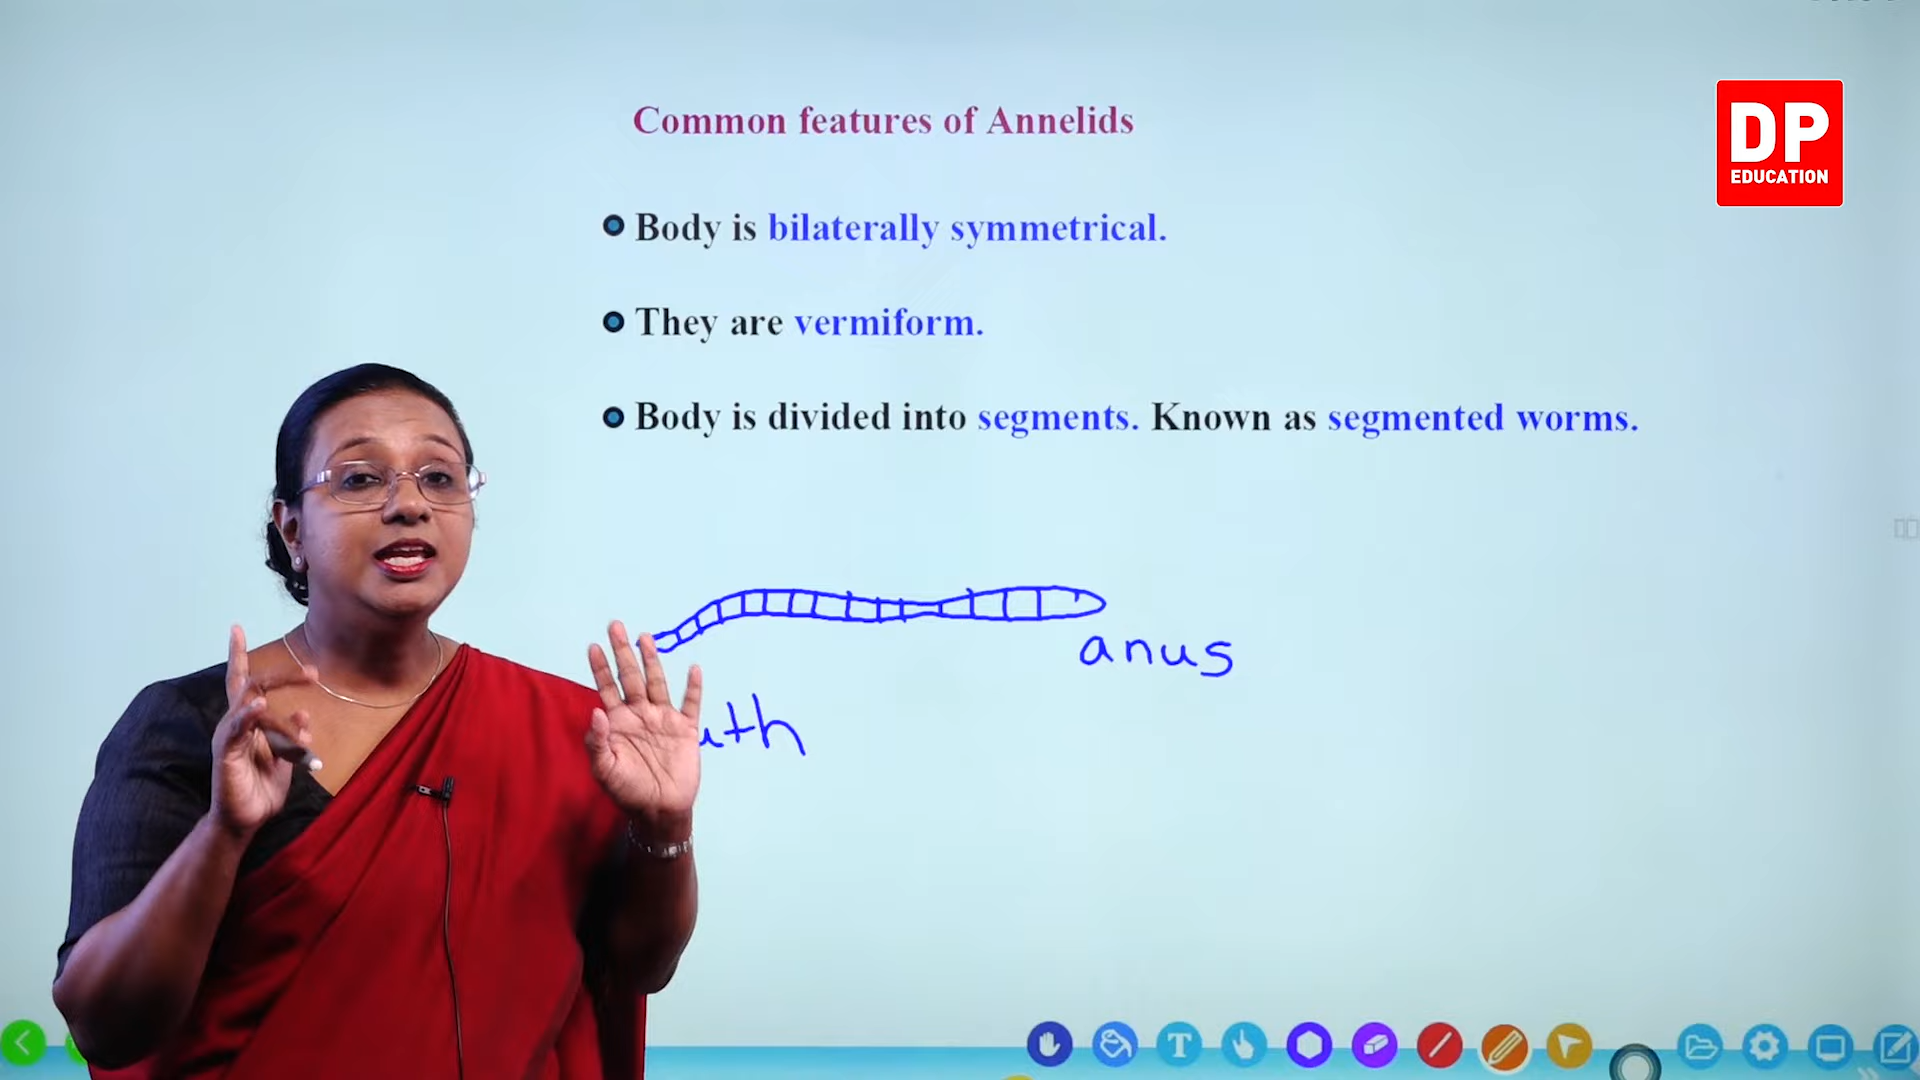 DP
EDUCATION
Common features of Annelids
Body is bilaterally symmetrical.
They are vermiform.
Body is divided into segments. Known as segmented worms.
anus
uth
T